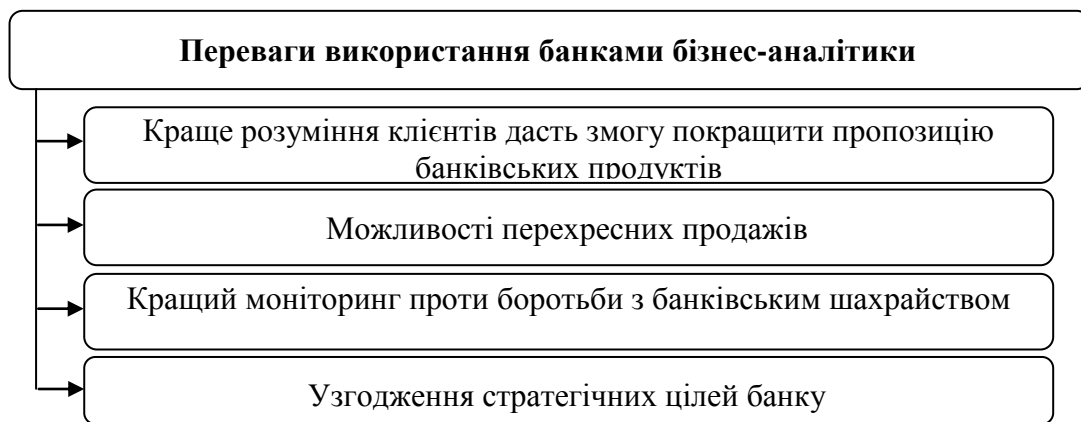 Переваги використання банками бізнес-аналітики
Краще розуміння клієнтів дасть змогу покращити пропозицію
банківських продуктів
Можливості перехресних продажів
Кращий моніторинг проти боротьби з банківським шахрайством
Узгодження стратегічних цілей банку